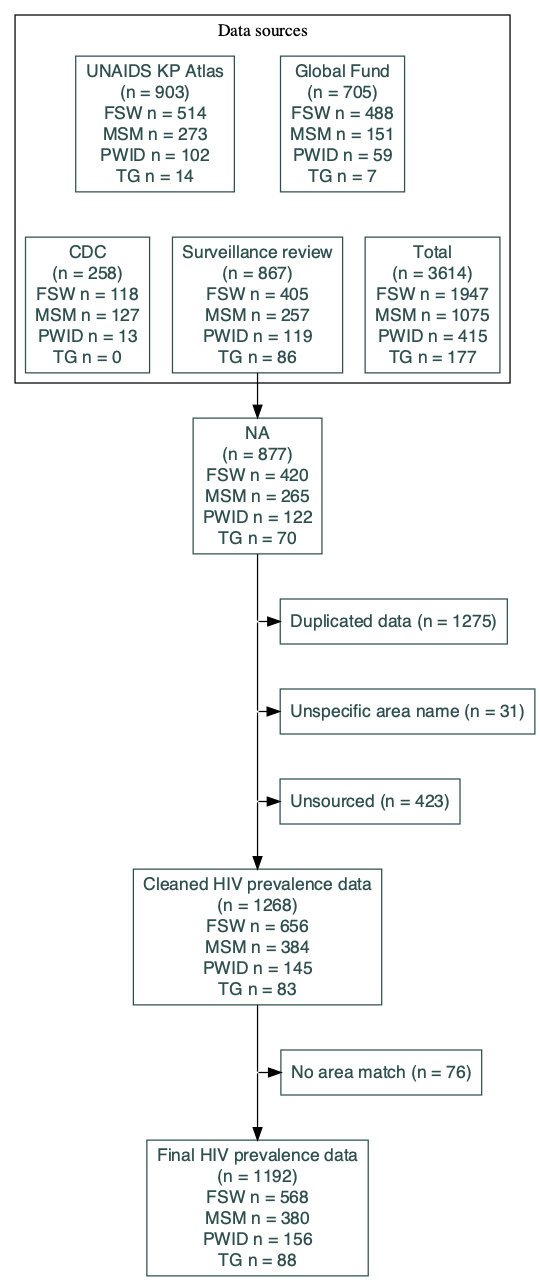 Data sources
UNAIDS KP Atlas
(n = 903)
FSW n = 514
MSM n = 273
PWID n = 102
TG n = 14
Global Fund
(n = 705)
FSW n = 488
MSM n = 151
PWID n = 59
TG n = 7
CDC
(n = 258)
FSW n = 118
MSM n = 127
PWID n = 13
TG n = 0
Surveillance review
(n = 867)
FSW n = 405
MSM n = 257
PWID n = 119
TG n = 86
Total
(n = 3614)
FSW n = 1947
MSM n = 1075
PWID n = 415
TG n = 177
NA
(n = 877)
FSW n = 420
MSM n = 265
PWID n = 122
TG n = 70
Duplicated data (n = 1275)
Unspecific area name (n = 31)
Unsourced (n = 423)
Cleaned HIV prevalence data
(n = 1268)
FSW n = 656
MSM n = 384
PWID n = 145
TG n = 83
No area match (n = 76)
Final HIV prevalence data
(n = 1192)
FSW n = 568
MSM n = 380
PWID n = 156
TG n = 88